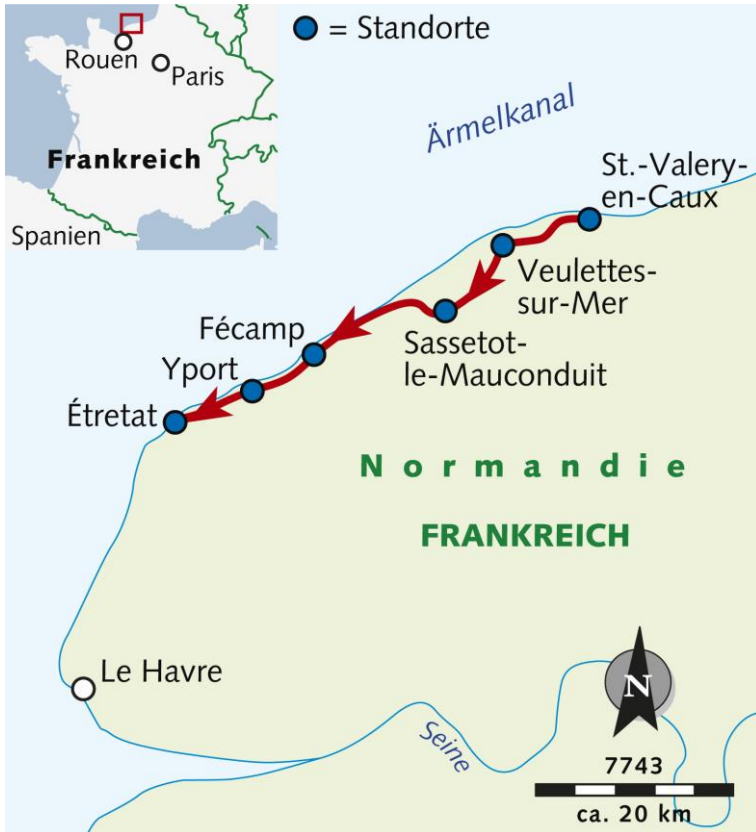 Rouen
Paris
Frankreich
Spanien
= Standorte
Ärmelkanal
St.-Valery-
en-Caux
Veulettes-
sur-Mer
Sassetot-
le-Mauconduit
Fécamp
Yport
Étretat
Normandie
FRANKREICH
Le Havre
Seine
N
7743
ca. 20 km